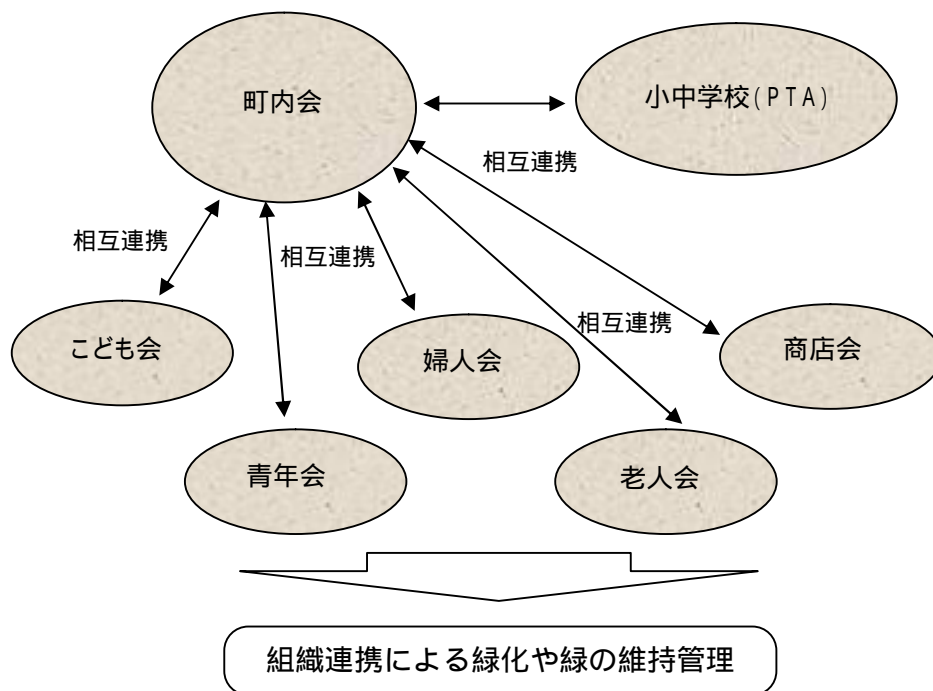 町内会
小中学校(PTA)
相互連携
相互連携
相互連携
相互連携
こども会
婦人会
商店会
青年会
老人会
組織連携による緑化や緑の維持管理